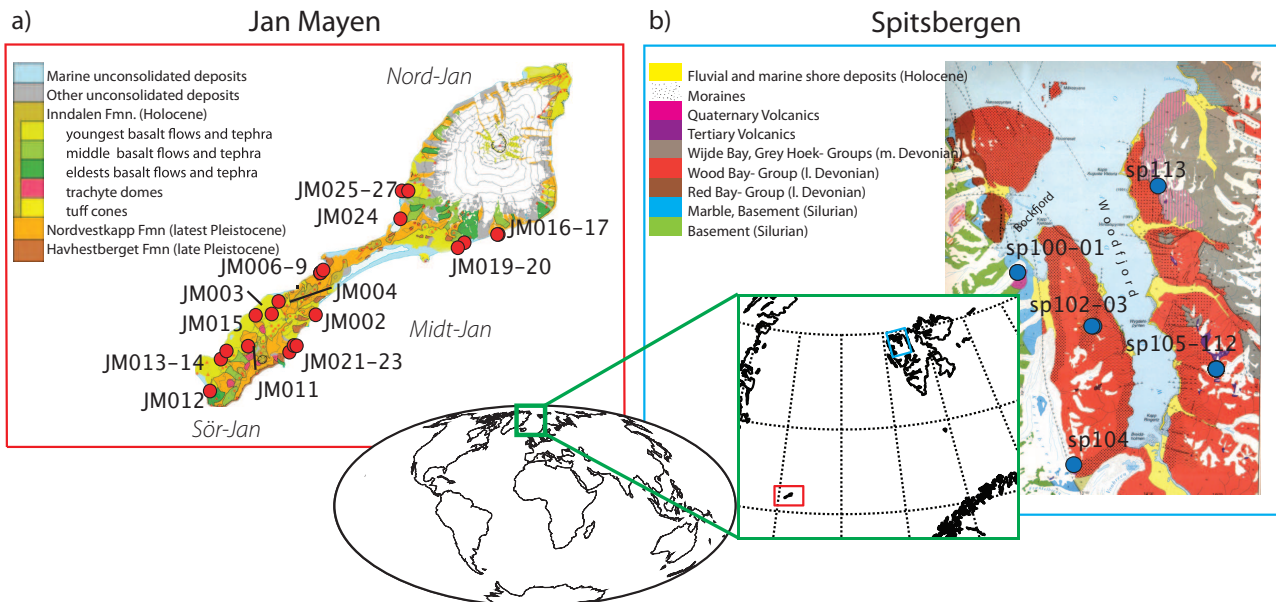 a)
Jan Mayen
Marine unconsolidated deposits
Other unconsolidated deposits
Inndalen Fmn. (Holocene)
youngest basalt flows and tephra
middle basalt flows and tephra
eldests basalt flows and tephra
trachyte domes
tuff cones
Nordvestkapp Fmn (latest Pleistocene)
Havhestberget Fmn (late Pleistocene)
Nord-Jan
JM025-27
JM024
JM016-17
JM019-20
JM006-9
JM003
JM004
JM015
JM002
Midt-Jan
JM013-14
JM021-23
JM011
JM012
Sör-Jan
b)
Spitsbergen
Fluvial and marine shore deposits (Holocene)
Moraines
Quaternary Volcanics
Tertiary Volcanics
Wijde Bay, Grey Hoek- Groups (m. Devonian)
Wood Bay- Group (l. Devonian)
Red Bay- Group (l. Devonian)
Marble, Basement (Silurian)
Basement (Silurian)
sp113
Bockfjord
Woodfjord
sp100-01
sp102-03
sp105-112
sp104